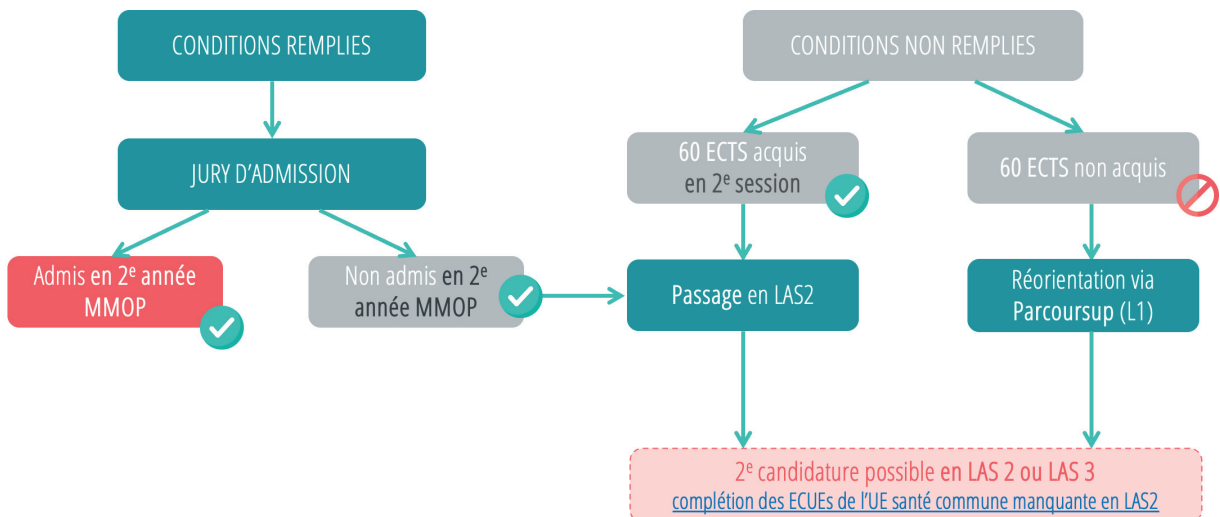 CONDITIONS REMPLIES
CONDITIONS NON REMPLIES
JURY D'ADMISSION
60 ECTS acquis
en 2e session
60 ECTS non acquis
Admis en 2e année
MMOP
Non admis en 2e
année MMOP
Passage en LAS2
Réorientation via
Parcoursup (L1)
2e candidature possible en LAS 2 ou LAS 3
complétion des ECUEs de l'UE santé commune manquante en LAS2